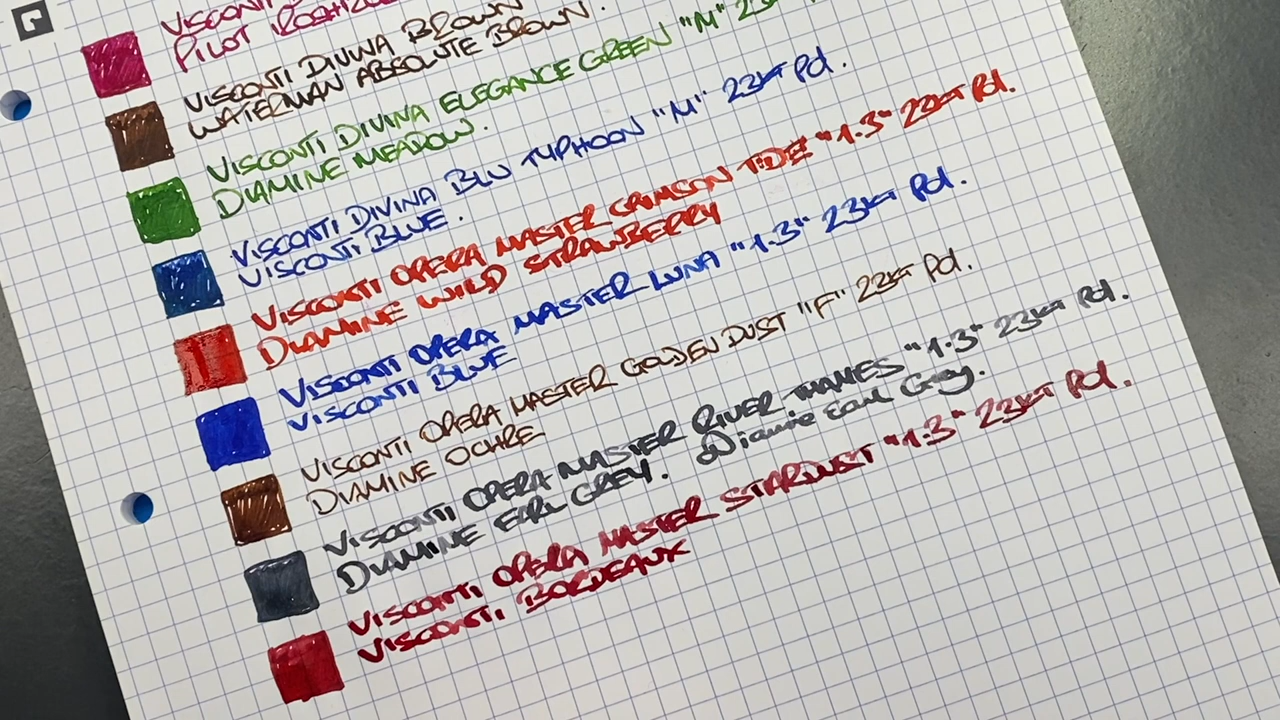 VISCONTI
PILOT IROSHIZUKU
VISCONTI DIVINA BROWN
WATERMAN ABSOLUTE BROWN.
VISCONTI DIVINA ELEGANCE GREEN "M"
DIAMINE MEADOW.
VISCONTI DIVINA BLU TYPHOON "M" 23KT Pd.
VISCONTI BLUE.
VISCONTI OPERA MASTER CRIMSON TIDE "1.3" 23KT Pd.
DIAMINE WILD STRAWBERRY
VISCONTI OPERA MASTER LUNA "1.3" 23KT Pd.
VISCONTI BLUE
VISCONTI OPERA MASTER GOLDEN DUST "F" 23KT Pd.
DIAMINE OCHRE
VISCONTI OPERA MASTER RIVER THAMES "1.3" 23KT Pd.
DIAMINE EARL GREY. Diamine Earl Grey.
VISCONTI OPERA MASTER STARDUST "1.3" 23KT Pd.
VISCONTI BORDEAUX